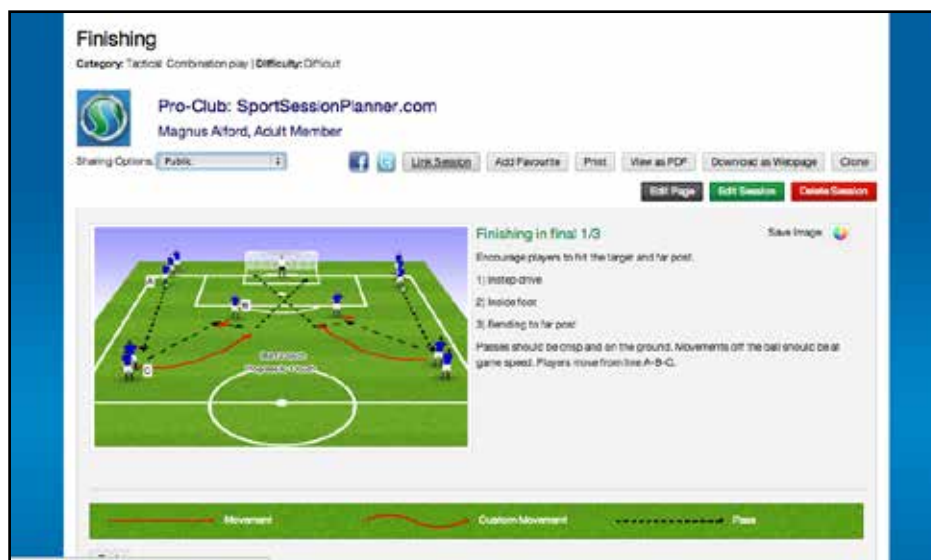 Finishing
Category: Tactical: Combination play | Difficulty: Difficult
Pro-Club: SportSessionPlanner.com
Magnus Alford, Adult Member
Sharing Options: Public
Link Session Add Favourite Print View as PDF Download as Webpage Clone
Edit Page Edit Session Delete Session
Finishing in final 1/3
Save Image
Encourage players to hit the target and far post.
1) Instep drive
2) Inside foot
3) Bending to far post
Passes should be crisp and on the ground. Movements off the ball should be at
game speed. Players move from line A-B-C.
A
B
C
Movement Custom Movement Pass